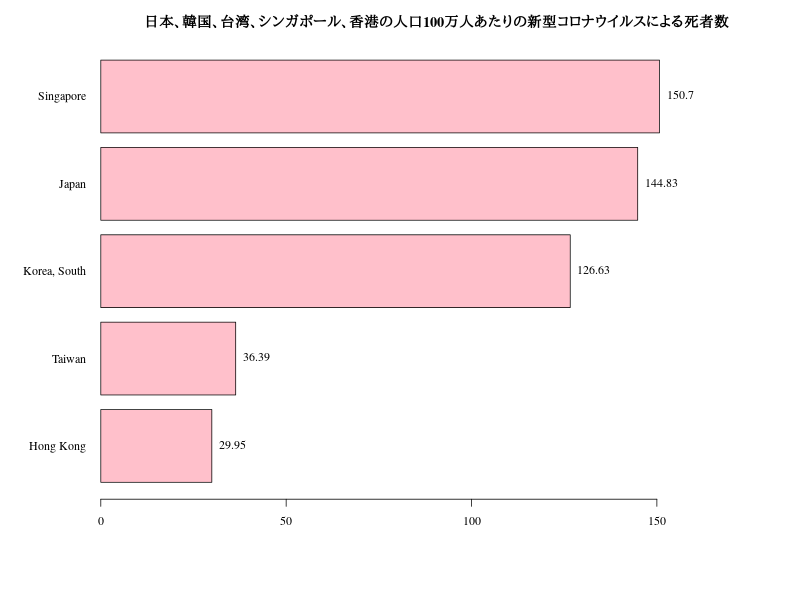 日本、韓国、台湾、シンガポール、香港の人口100万人あたりの新型コロナウイルスによる死者数
Singapore 150.7
Japan 144.83
Korea, South 126.63
Taiwan 36.39
Hong Kong 29.95
0 50 100 150